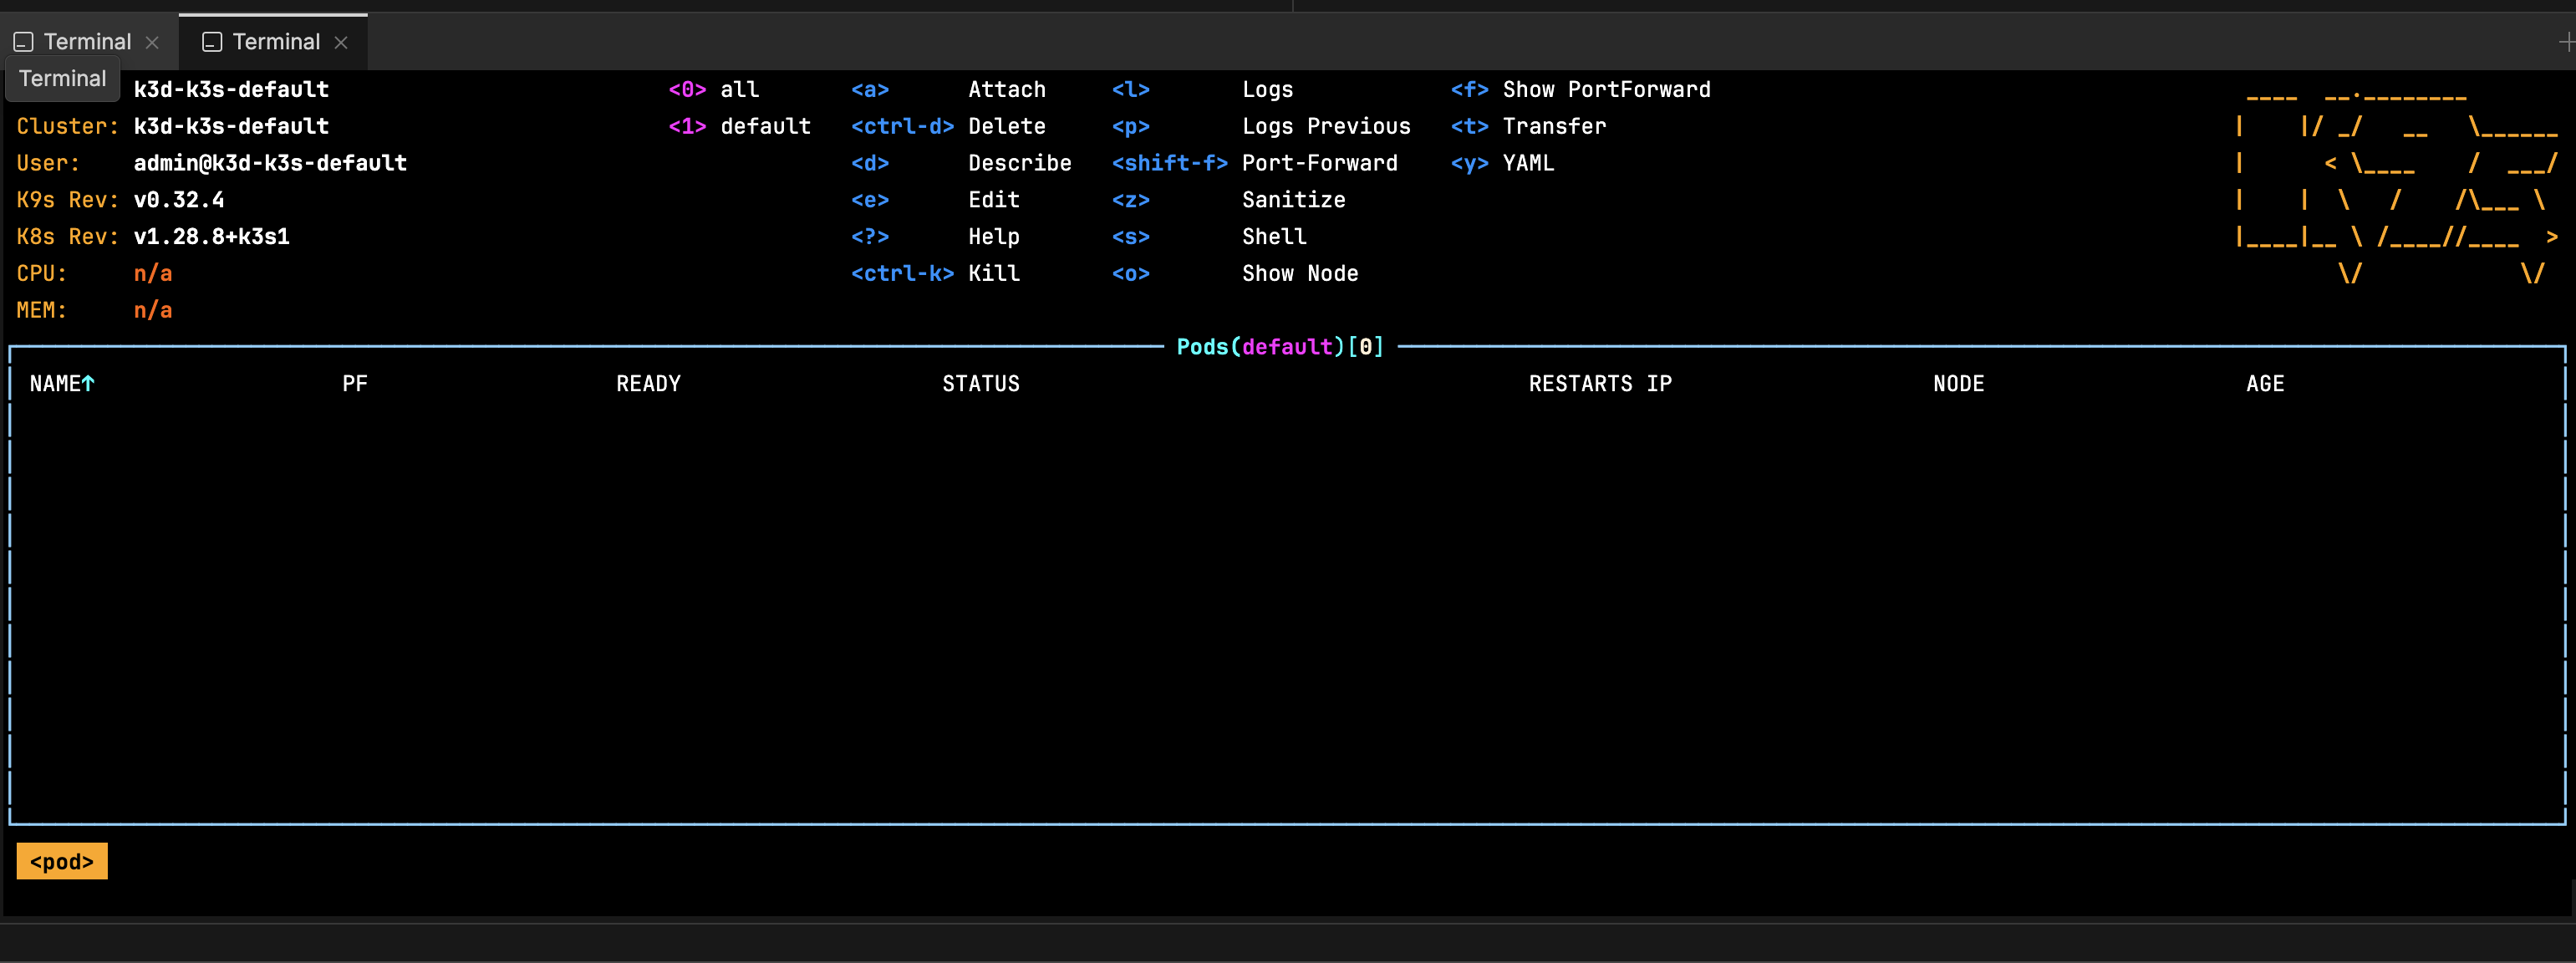 Terminal × Terminal × +
Terminal k3d-k3s-default <0> all <a> Attach <l> Logs <f> Show PortForward
Cluster: k3d-k3s-default <1> default <ctrl-d> Delete <p> Logs Previous <t> Transfer
User: admin@k3d-k3s-default <d> Describe <shift-f> Port-Forward <y> YAML
K9s Rev: v0.32.4 <e> Edit <z> Sanitize
K8s Rev: v1.28.8+k3s1 <?> Help <s> Shell
CPU: n/a <ctrl-k> Kill <o> Show Node
MEM: n/a
Pods(default)[0]
NAME↑ PF READY STATUS RESTARTS IP NODE AGE
<pod>